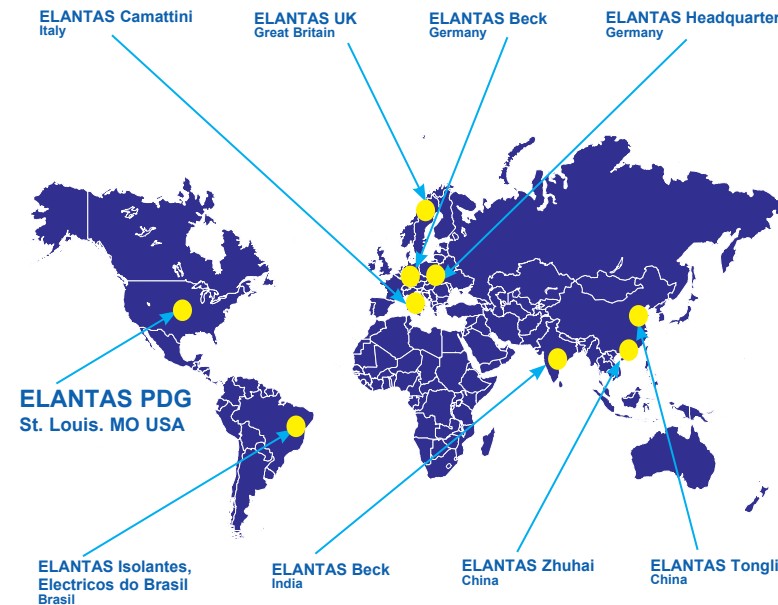 ELANTAS Camattini
Italy
ELANTAS UK
Great Britain
ELANTAS Beck
Germany
ELANTAS Headquarter
Germany
ELANTAS PDG
St. Louis. MO USA
ELANTAS Isolantes,
Electricos do Brasil
Brasil
ELANTAS Beck
India
ELANTAS Zhuhai
China
ELANTAS Tongli
China